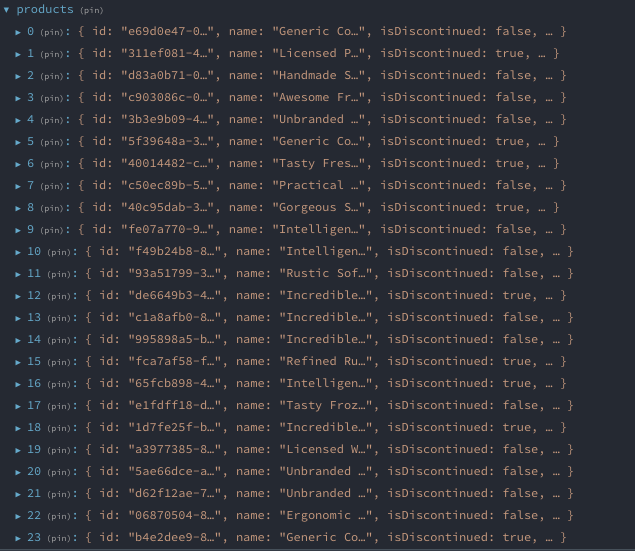 ▼ products (pin)
▶ 0 (pin): { id: "e69d0e47-0…", name: "Generic Co…", isDiscontinued: false, … }
▶ 1 (pin): { id: "311ef081-4…", name: "Licensed P…", isDiscontinued: true, … }
▶ 2 (pin): { id: "d83a0b71-0…", name: "Handmade S…", isDiscontinued: false, … }
▶ 3 (pin): { id: "c903086c-0…", name: "Awesome Fr…", isDiscontinued: false, … }
▶ 4 (pin): { id: "3b3e9b09-4…", name: "Unbranded …", isDiscontinued: false, … }
▶ 5 (pin): { id: "5f39648a-3…", name: "Generic Co…", isDiscontinued: true, … }
▶ 6 (pin): { id: "40014482-c…", name: "Tasty Fres…", isDiscontinued: true, … }
▶ 7 (pin): { id: "c50ec89b-5…", name: "Practical …", isDiscontinued: false, … }
▶ 8 (pin): { id: "40c95dab-3…", name: "Gorgeous S…", isDiscontinued: true, … }
▶ 9 (pin): { id: "fe07a770-9…", name: "Intelligen…", isDiscontinued: false, … }
▶ 10 (pin): { id: "f49b24b8-8…", name: "Intelligen…", isDiscontinued: false, … }
▶ 11 (pin): { id: "93a51799-3…", name: "Rustic Sof…", isDiscontinued: false, … }
▶ 12 (pin): { id: "de6649b3-4…", name: "Incredible…", isDiscontinued: true, … }
▶ 13 (pin): { id: "c1a8afb0-8…", name: "Incredible…", isDiscontinued: false, … }
▶ 14 (pin): { id: "995898a5-b…", name: "Incredible…", isDiscontinued: false, … }
▶ 15 (pin): { id: "fca7af58-f…", name: "Refined Ru…", isDiscontinued: true, … }
▶ 16 (pin): { id: "65fcb898-4…", name: "Intelligen…", isDiscontinued: true, … }
▶ 17 (pin): { id: "e1fdff18-d…", name: "Tasty Froz…", isDiscontinued: false, … }
▶ 18 (pin): { id: "1d7fe25f-b…", name: "Incredible…", isDiscontinued: true, … }
▶ 19 (pin): { id: "a3977385-8…", name: "Licensed W…", isDiscontinued: false, … }
▶ 20 (pin): { id: "5ae66dce-a…", name: "Unbranded …", isDiscontinued: false, … }
▶ 21 (pin): { id: "d62f12ae-7…", name: "Unbranded …", isDiscontinued: false, … }
▶ 22 (pin): { id: "06870504-8…", name: "Ergonomic …", isDiscontinued: false, … }
▶ 23 (pin): { id: "b4e2dee9-8…", name: "Generic Co…", isDiscontinued: true, … }